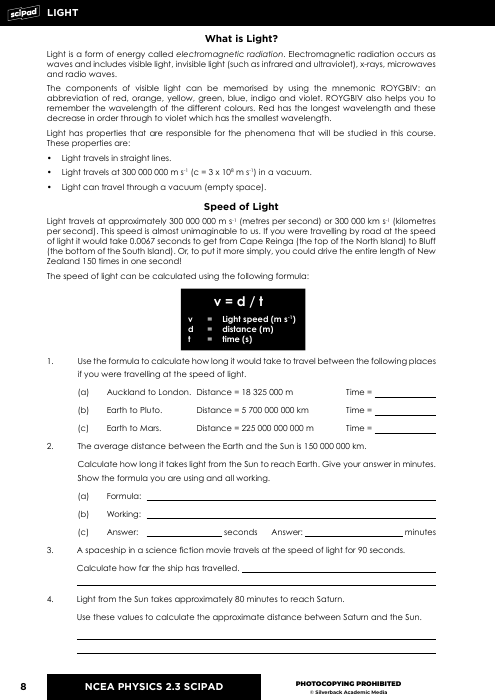 scipad LIGHT
What is Light?
Light is a form of energy called electromagnetic radiation. Electromagnetic radiation occurs as
waves and includes visible light, invisible light (such as infrared and ultraviolet), x-rays, microwaves
and radio waves.
The components of visible light can be memorised by using the mnemonic ROYGBIV: an
abbreviation of red, orange, yellow, green, blue, indigo and violet. ROYGBIV also helps you to
remember the wavelength of the different colours. Red has the longest wavelength and these
decrease in order through to violet which has the smallest wavelength.
Light has properties that are responsible for the phenomena that will be studied in this course.
These properties are:
• Light travels in straight lines.
• Light travels at 300 000 000 m s⁻¹ (c = 3 x 10⁸ m s⁻¹) in a vacuum.
• Light can travel through a vacuum (empty space).
Speed of Light
Light travels at approximately 300 000 000 m s⁻¹ (metres per second) or 300 000 km s⁻¹ (kilometres
per second). This speed is almost unimaginable to us. If you were travelling by road at the speed
of light it would take 0.0067 seconds to get from Cape Reinga (the top of the North Island) to Bluff
(the bottom of the South Island). Or, to put it more simply, you could drive the entire length of New
Zealand 150 times in one second!
The speed of light can be calculated using the following formula:
v = d / t
v = Light speed (m s⁻¹)
d = distance (m)
t = time (s)
1. Use the formula to calculate how long it would take to travel between the following places
if you were travelling at the speed of light.
(a) Auckland to London. Distance = 18 325 000 m Time =
(b) Earth to Pluto. Distance = 5 700 000 000 km Time =
(c) Earth to Mars. Distance = 225 000 000 000 m Time =
2. The average distance between the Earth and the Sun is 150 000 000 km.
Calculate how long it takes light from the Sun to reach Earth. Give your answer in minutes.
Show the formula you are using and all working.
(a) Formula:
(b) Working:
(c) Answer: seconds Answer: minutes
3. A spaceship in a science fiction movie travels at the speed of light for 90 seconds.
Calculate how far the ship has travelled.
4. Light from the Sun takes approximately 80 minutes to reach Saturn.
Use these values to calculate the approximate distance between Saturn and the Sun.
8 NCEA PHYSICS 2.3 SCIPAD PHOTOCOPYING PROHIBITED
© Silverback Academic Media